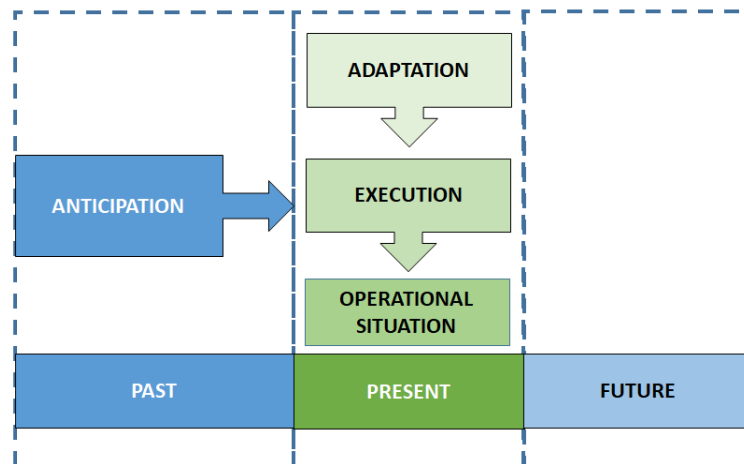 ADAPTATION
ANTICIPATION
EXECUTION
OPERATIONAL
SITUATION
PAST
PRESENT
FUTURE